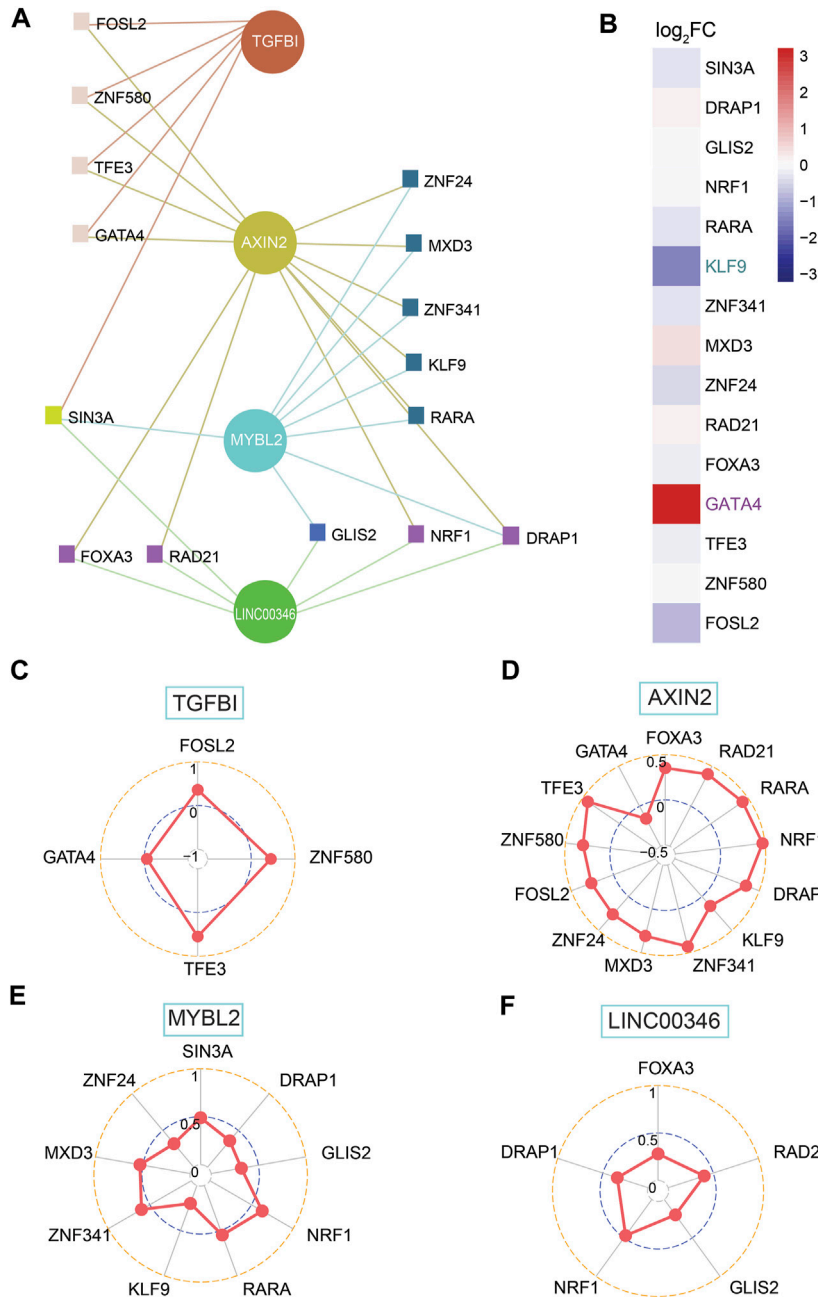 A
FOSL2
TGFBI
ZNF580
TFE3
GATA4
AXIN2
ZNF24
MXD3
ZNF341
KLF9
RARA
SIN3A
MYBL2
GLIS2
NRF1
DRAP1
FOXA3
RAD21
LINC00346
B
log2FC
SIN3A
DRAP1
GLIS2
NRF1
RARA
KLF9
ZNF341
MXD3
ZNF24
RAD21
FOXA3
GATA4
TFE3
ZNF580
FOSL2
3
2
1
0
−1
−2
−3
C
TGFBI
FOSL2
1
0
−1
GATA4
ZNF580
TFE3
D
AXIN2
FOXA3
GATA4
RAD21
TFE3
0.5
RARA
0
ZNF580
−0.5
NRF1
FOSL2
DRAP
ZNF24
KLF9
MXD3
ZNF341
E
MYBL2
SIN3A
ZNF24
1
DRAP1
MXD3
0.5
GLIS2
0
ZNF341
NRF1
KLF9
RARA
F
LINC00346
FOXA3
1
DRAP1
0.5
RAD2
0
NRF1
GLIS2